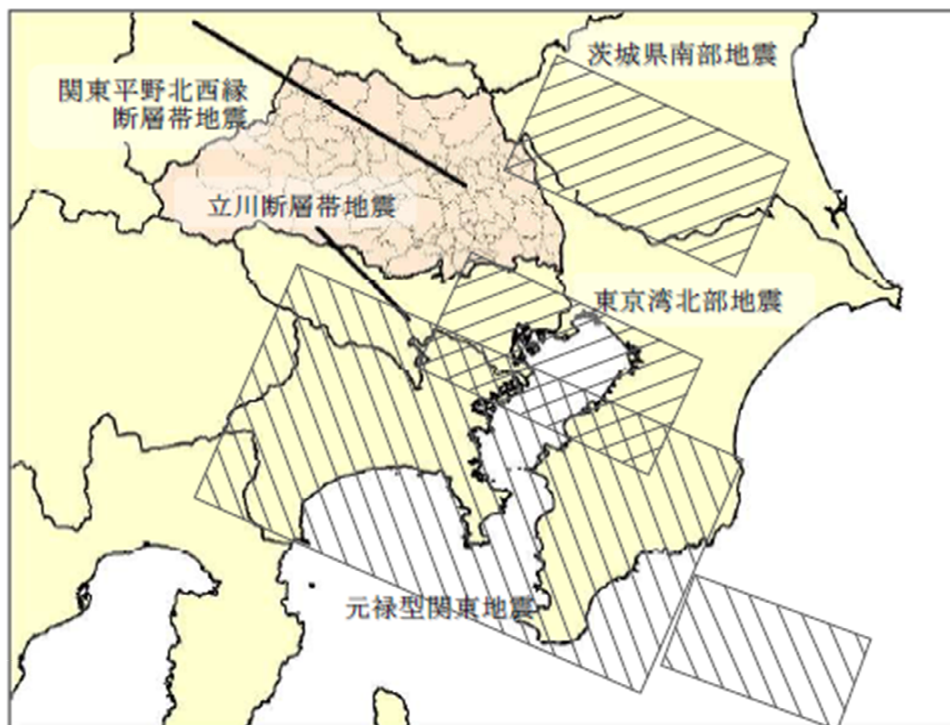 茨城県南部地震
関東平野北西縁
断層帯地震
立川断層帯地震
東京湾北部地震
元禄型関東地震